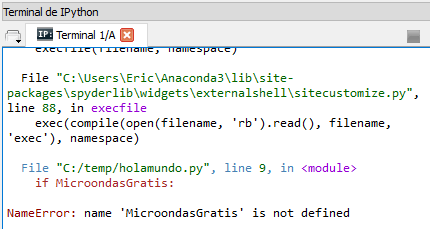 Terminal de IPython
IP: Terminal 1/A
execfile(filename, namespace)
File "C:\Users\Eric\Anaconda3\lib\site-
packages\spyderlib\widgets\externalshell\sitecustomize.py",
line 88, in execfile
exec(compile(open(filename, 'rb').read(), filename,
'exec'), namespace)
File "C:/temp/holamundo.py", line 9, in <module>
if MicroondasGratis:
NameError: name 'MicroondasGratis' is not defined